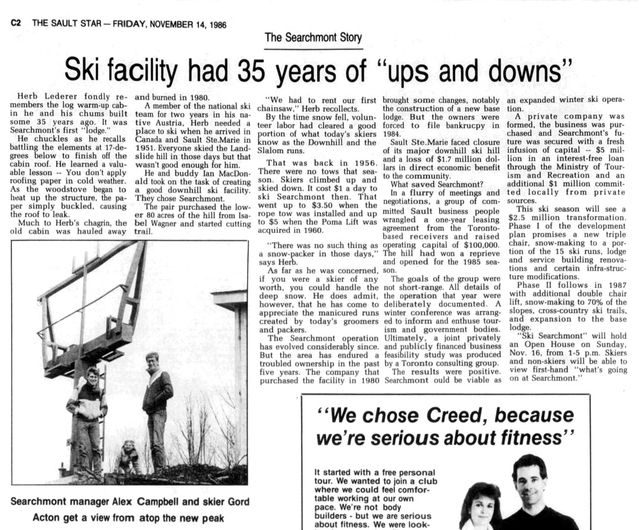 C2 THE SAULT STAR — FRIDAY, NOVEMBER 14, 1986
The Searchmont Story
Ski facility had 35 years of "ups and downs"
Herb Lederer fondly re-
members the log warm-up cab-
in he and his chums built
some 35 years ago. It was
Searchmont's first "lodge."
He chuckles as he recalls
battling the elements at 17-de-
grees below to finish off the
cabin roof. He learned a valu-
able lesson — You don't apply
roofing paper in cold weather.
As the woodstove began to
heat up the structure, the pa-
per simply buckled, causing
the roof to leak.
Much to Herb's chagrin, the
old cabin was hauled away
and burned in 1980.
A member of the national ski
team for two years in his na-
tive Austria, Herb needed a
place to ski when he arrived in
Canada and Sault Ste.Marie in
1951. Everyone skied the Land-
slide hill in those days but that
wasn't good enough for him.
He and buddy Ian MacDon-
ald took on the task of creating
a good downhill ski facility.
They chose Searchmont.
The pair purchased the low-
er 80 acres of the hill from Isa-
bel Wagner and started cutting
trail.
"We had to rent our first
chainsaw," Herb recollects.
By the time snow fell, volun-
teer labor had cleared a good
portion of what today's skiers
know as the Downhill and the
Slalom runs.
That was back in 1956.
There were no tows that sea-
son. Skiers climbed up and
skied down. It cost $1 a day to
ski Searchmont then. That
went up to $3.50 when the
rope tow was installed and up
to $5 when the Poma Lift was
acquired in 1960.
"There was no such thing as
a snow-packer in those days,"
says Herb.
As far as he was concerned,
if you were a skier of any
worth, you could handle the
deep snow. He does admit,
however, that he has come to
appreciate the manicured runs
created by today's groomers
and packers.
The Searchmont operation
has evolved considerably since.
But the area has endured a
troubled ownership in the past
five years. The company that
purchased the facility in 1980
brought some changes, notably
the construction of a new base
lodge. But the owners were
forced to file bankrupcy in
1984.
Sault Ste.Marie faced closure
of its major downhill ski hill
and a loss of $1.7 million dol-
lars in direct economic benefit
to the community.
What saved Searchmont?
In a flurry of meetings and
negotiations, a group of com-
mitted Sault business people
wrangled a one-year leasing
agreement from the Toronto-
based receivers and raised
operating capital of $100,000.
The hill had won a reprieve
and opened for the 1985 sea-
son.
The goals of the group were
not short-range. All details of
the operation that year were
deliberately documented. A
winter conference was arrang-
ed to inform and enthuse tour-
ism and government bodies.
Ultimately, a joint privately
and publicly financed business
feasibility study was produced
by a Toronto consulting group.
The results were positive.
Searchmont ould be viable as
an expanded winter ski opera-
tion.
A private company was
formed, the business was pur-
chased and Searchmont's fu-
ture was secured with a fresh
infusion of capital — $5 mil-
lion in an interest-free loan
through the Ministry of Tour-
ism and Recreation and an
additional $1 million commit-
ted locally from private
sources.
This ski season will see a
$2.5 million transformation.
Phase I of the development
plan promises a new triple
chair, snow-making to a por-
tion of the 15 ski runs, lodge
and service building renova-
tions and certain infra-struc-
ture modifications.
Phase II follows in 1987
with additional double chair
lift, snow-making to 70% of the
slopes, cross-country ski trails,
and expansion to the base
lodge.
"Ski Searchmont" will hold
an Open House on Sunday,
Nov. 16, from 1-5 p.m. Skiers
and non-skiers will be able to
view first-hand "what's going
on at Searchmont."
Searchmont manager Alex Campbell and skier Gord
Acton get a view from atop the new peak
"We chose Creed, because
we're serious about fitness"
It started with a free personal
tour. We wanted to join a club
where we could feel comfor-
table working at our own
pace. We're not body
builders - but we are serious
about fitness. We were look-